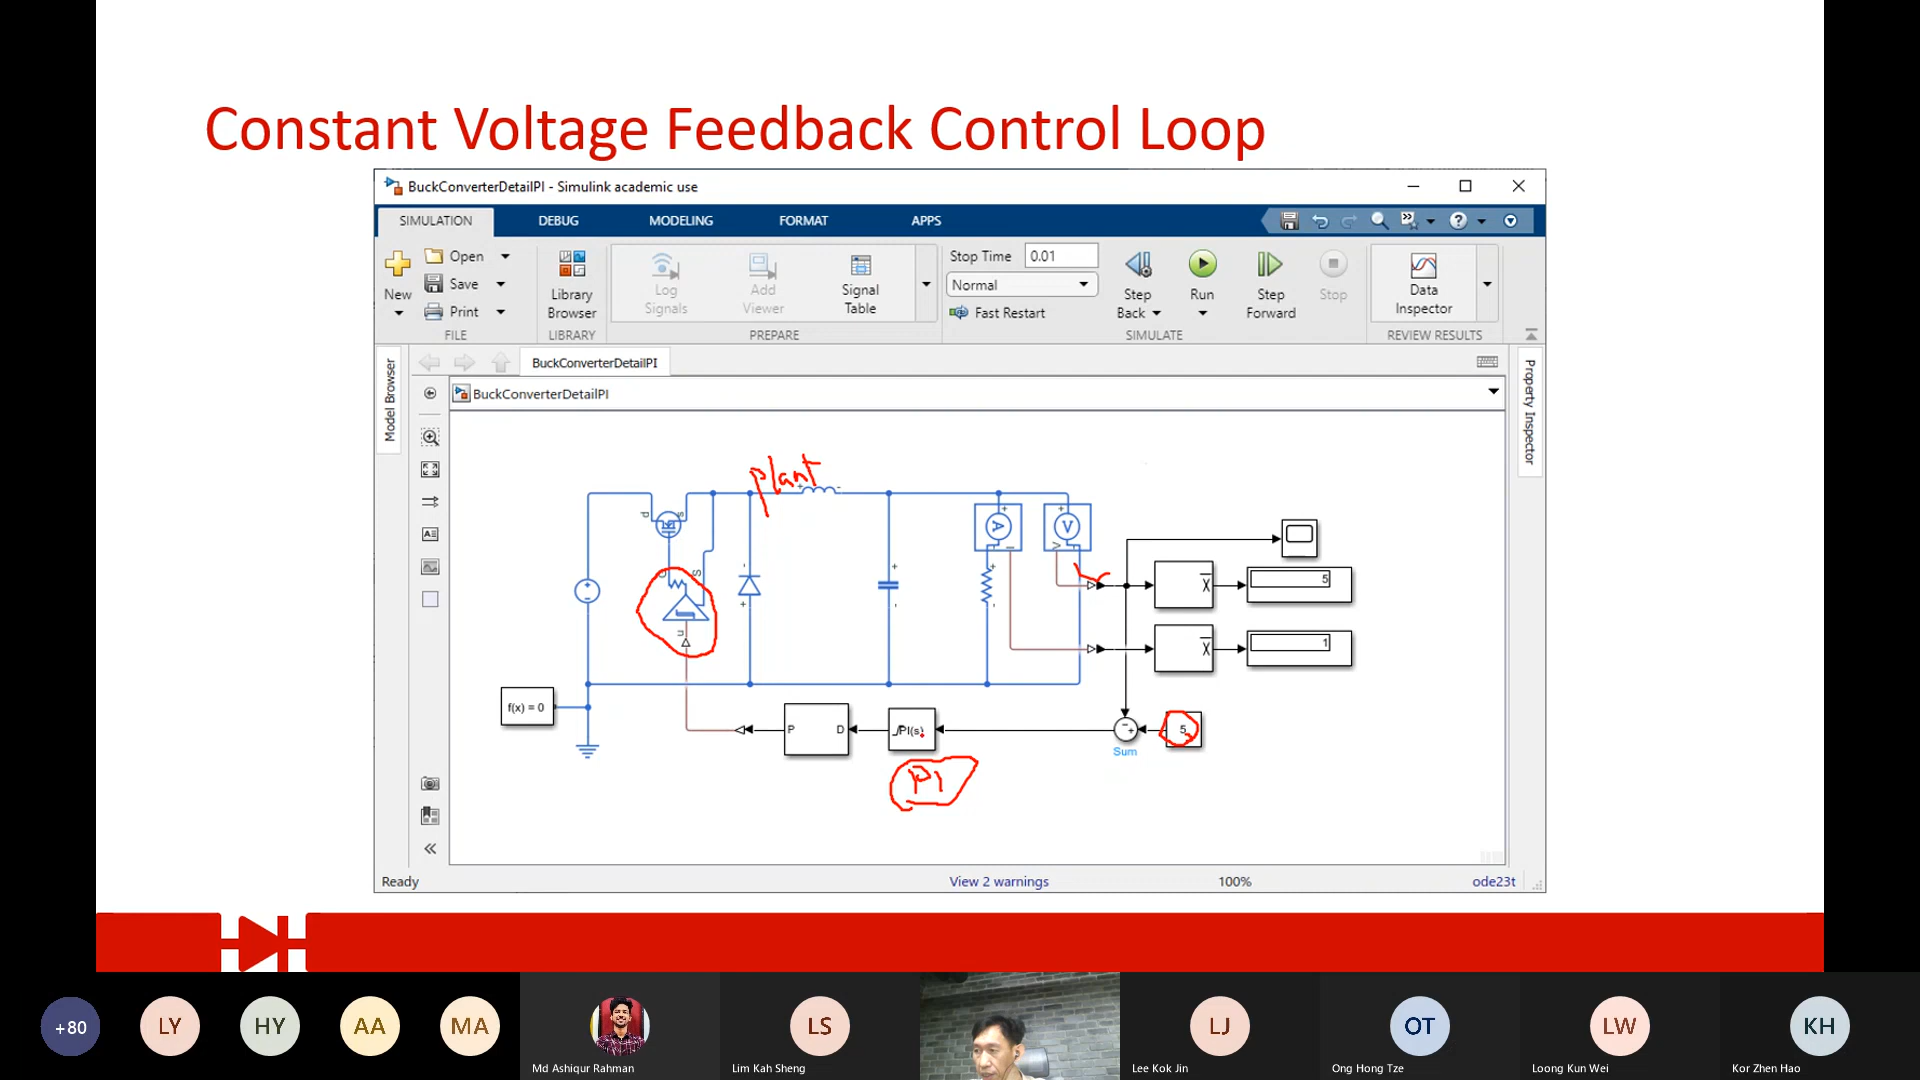 Constant Voltage Feedback Control Loop
BuckConverterDetailPI - Simulink academic use
SIMULATION DEBUG MODELING FORMAT APPS
New
Open
Save
Print
FILE
Library
Browser
LIBRARY
Log
Signals
Add
Viewer
Signal
Table
PREPARE
Stop Time 0.01
Normal
Fast Restart
Step
Back
Run
Step
Forward
Stop
SIMULATE
Data
Inspector
REVIEW RESULTS
Model Browser
BuckConverterDetailPI
BuckConverterDetailPI
Property Inspector
plant
d
s
A
V
I
V
G
S
u
5
1
f(x) = 0
P D
PI(s)
Sum
5
PI
Ready
View 2 warnings
100%
ode23t
+80
LY
HY
AA
MA
Md Ashiqur Rahman
LS
Lim Kah Sheng
LJ
Lee Kok Jin
OT
Ong Hong Tze
LW
Loong Kun Wei
KH
Kor Zhen Hao